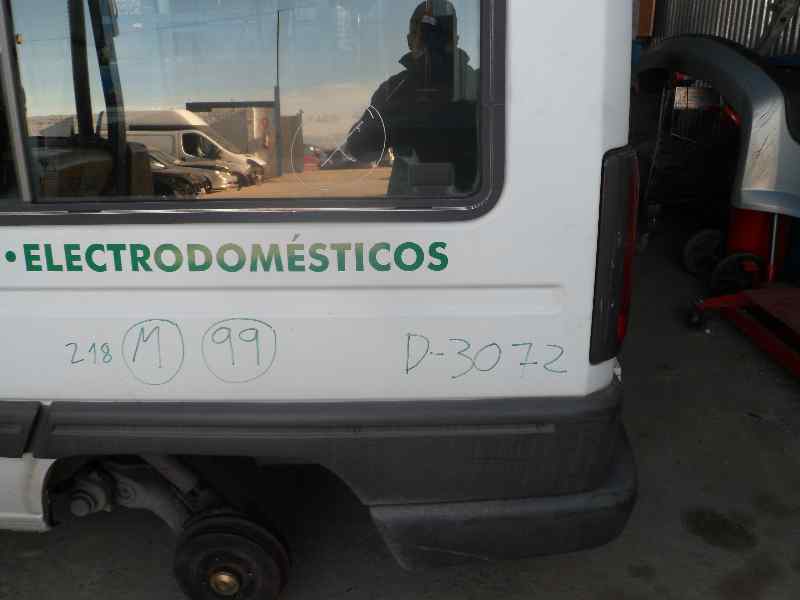 • ELECTRODOMÉSTICOS
218 M 99 D-3072